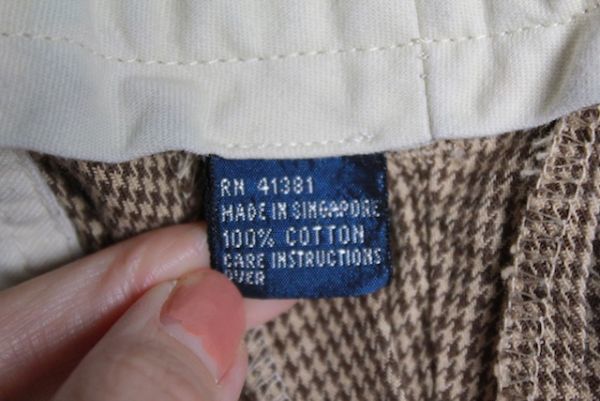 RN 41381
MADE IN SINGAPORE
100% COTTON
CARE INSTRUCTIONS
OVER